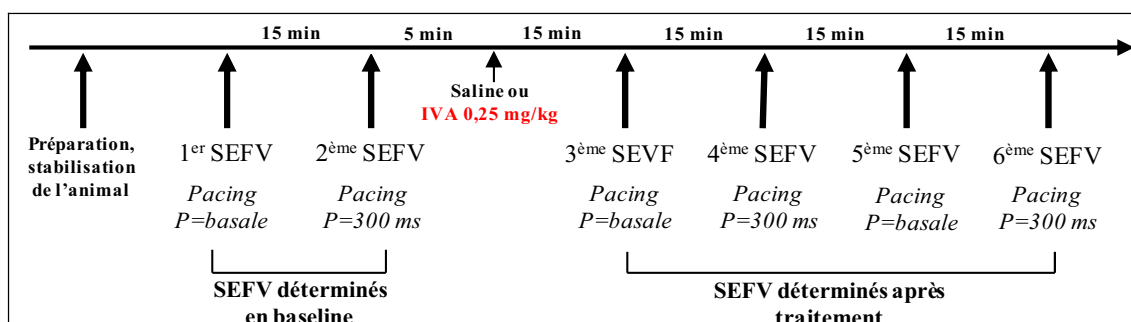 15 min 5 min 15 min 15 min 15 min 15 min
Saline ou
IVA 0,25 mg/kg
Préparation,
stabilisation
de l'animal
1er SEFV
Pacing
P=basale
2ème SEFV
Pacing
P=300 ms
3ème SEVF
Pacing
P=basale
4ème SEFV
Pacing
P=300 ms
5ème SEFV
Pacing
P=basale
6ème SEFV
Pacing
P=300 ms
SEFV déterminés
en baseline
SEFV déterminés après
traitement